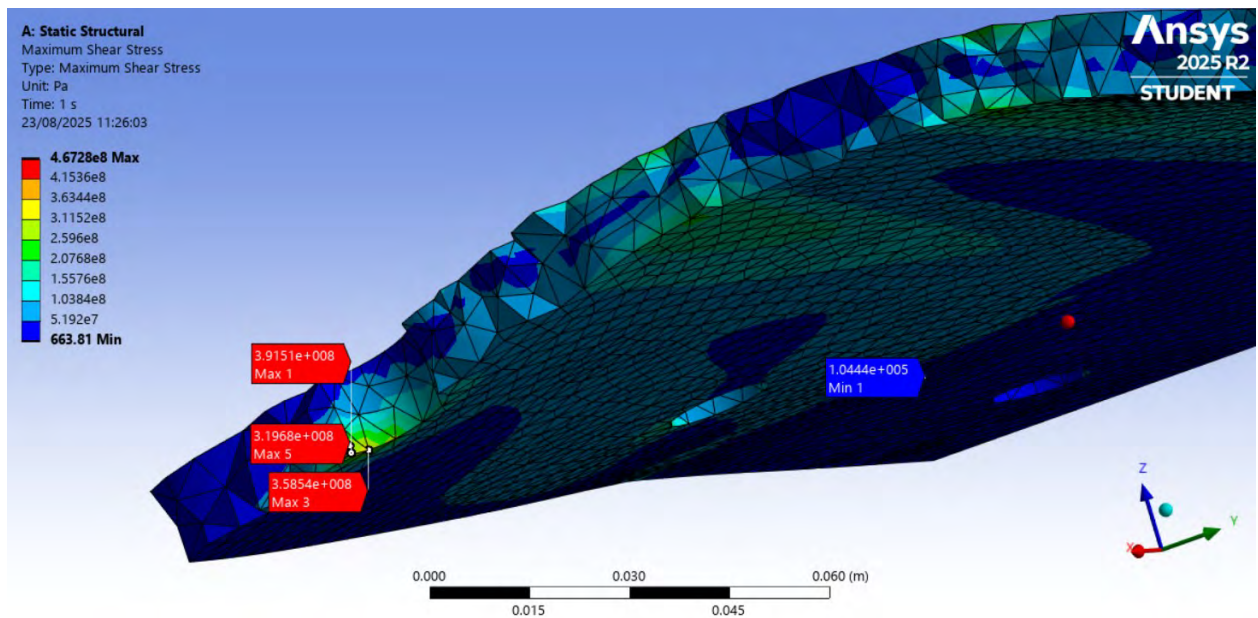 A: Static Structural
Maximum Shear Stress
Type: Maximum Shear Stress
Unit: Pa
Time: 1 s
23/08/2025 11:26:03
4.6728e8 Max
4.1536e8
3.6344e8
3.1152e8
2.596e8
2.0768e8
1.5576e8
1.0384e8
5.192e7
663.81 Min
Ansys
2025 R2
STUDENT
3.9151e+008
Max 1
3.1968e+008
Max 5
3.5854e+008
Max 3
1.0444e+005
Min 1
Z
Y
X
0.000
0.030
0.060 (m)
0.015
0.045